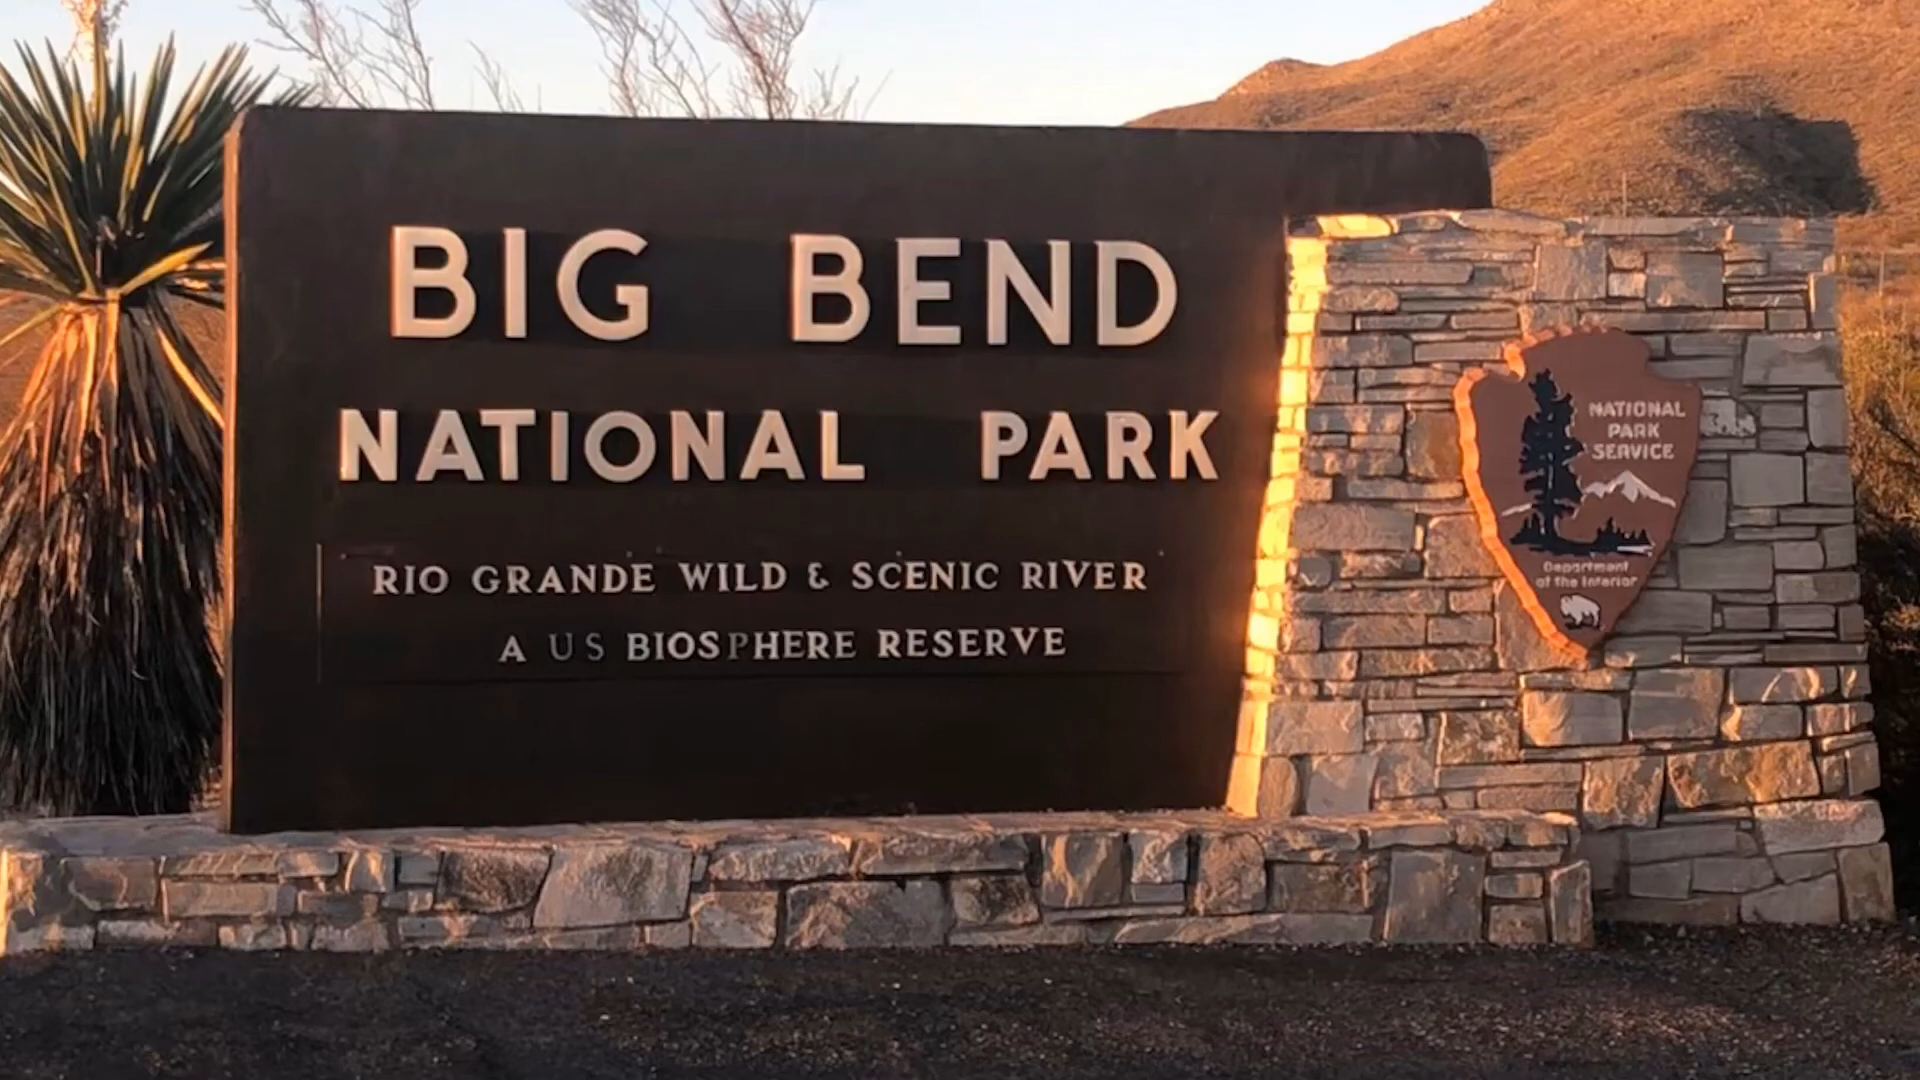 BIG BEND
NATIONAL PARK
RIO GRANDE WILD & SCENIC RIVER
A US BIOSPHERE RESERVE
NATIONAL
PARK
SERVICE
Department
of the Interior